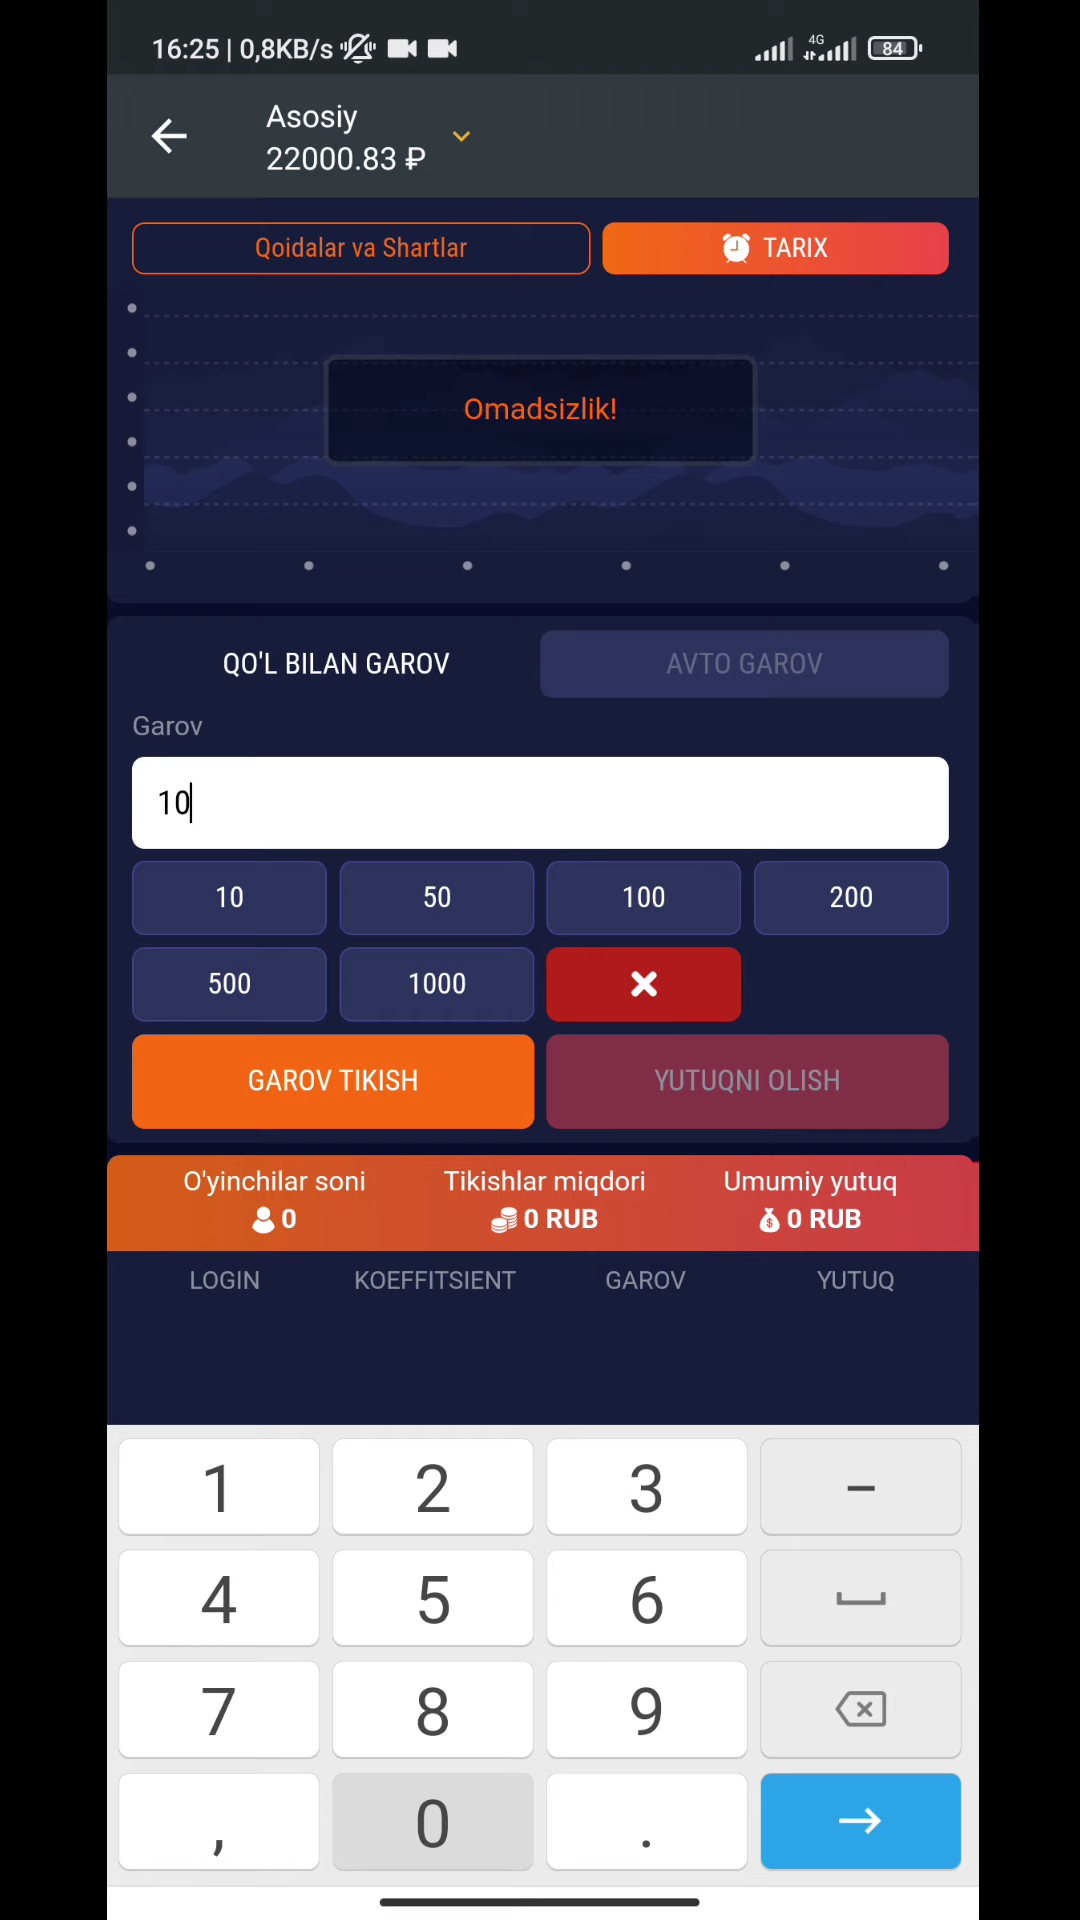 16:25 | 0,8KB/s 4G 84
Asosiy
22000.83 ₽
Qoidalar va Shartlar
TARIX
Omadsizlik!
QO'L BILAN GAROV
AVTO GAROV
Garov
10
10 50 100 200
500 1000
GAROV TIKISH
YUTUQNI OLISH
O'yinchilar soni Tikishlar miqdori Umumiy yutuq
0 0 RUB 0 RUB
LOGIN KOEFFITSIENT GAROV YUTUQ
1 2 3 -
4 5 6
7 8 9
, 0 .